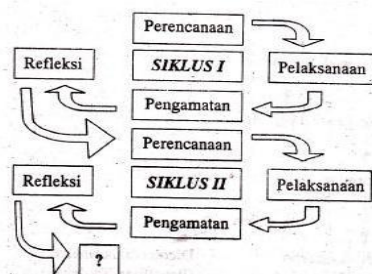 Perencanaan
Refleksi
SIKLUS I
Pelaksanaan
Pengamatan
Perencanaan
Refleksi
SIKLUS II
Pelaksanaan
Pengamatan
?